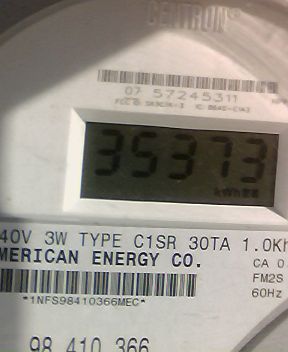 CENTRON®
07 57245311
35373
kWh
40V 3W TYPE C1SR 30TA 1.0Kh
MERICAN ENERGY CO.
CA 0.
FM2S
60Hz
*1NFS98410366MEC*
98 410 366